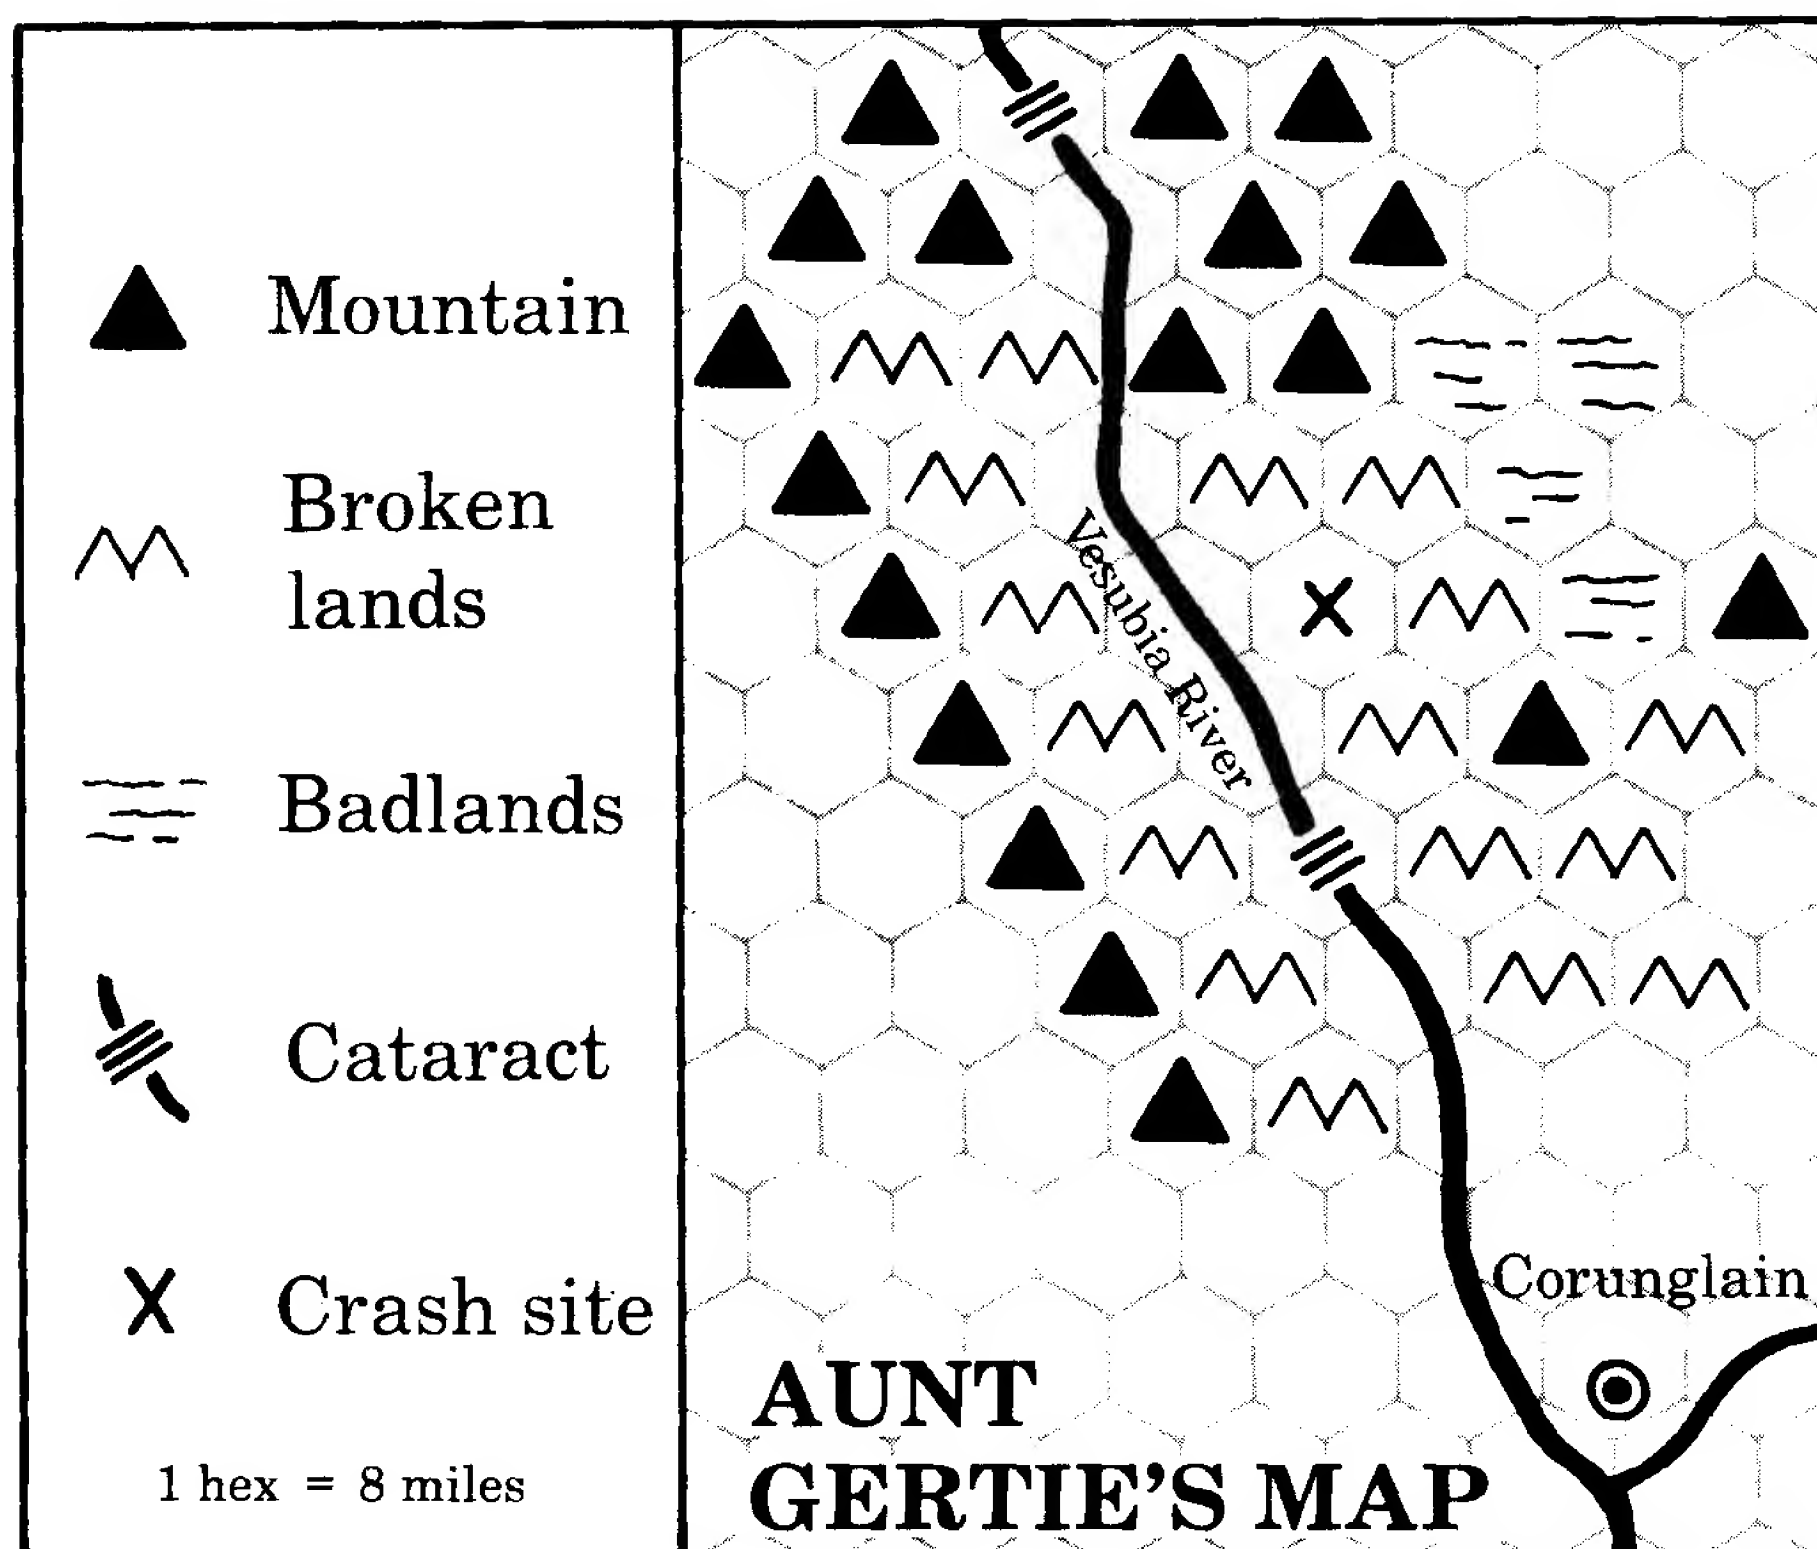 Mountain
Broken
lands
Badlands
Cataract
X Crash site
1 hex = 8 miles
Vesubia River
X
Corunglain
AUNT
GERTIE'S MAP